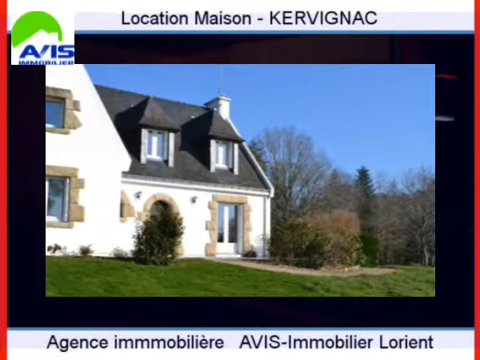 Location Maison - KERVIGNAC
AVIS
IMMOBILIER
Agence immmobilière AVIS-Immobilier Lorient